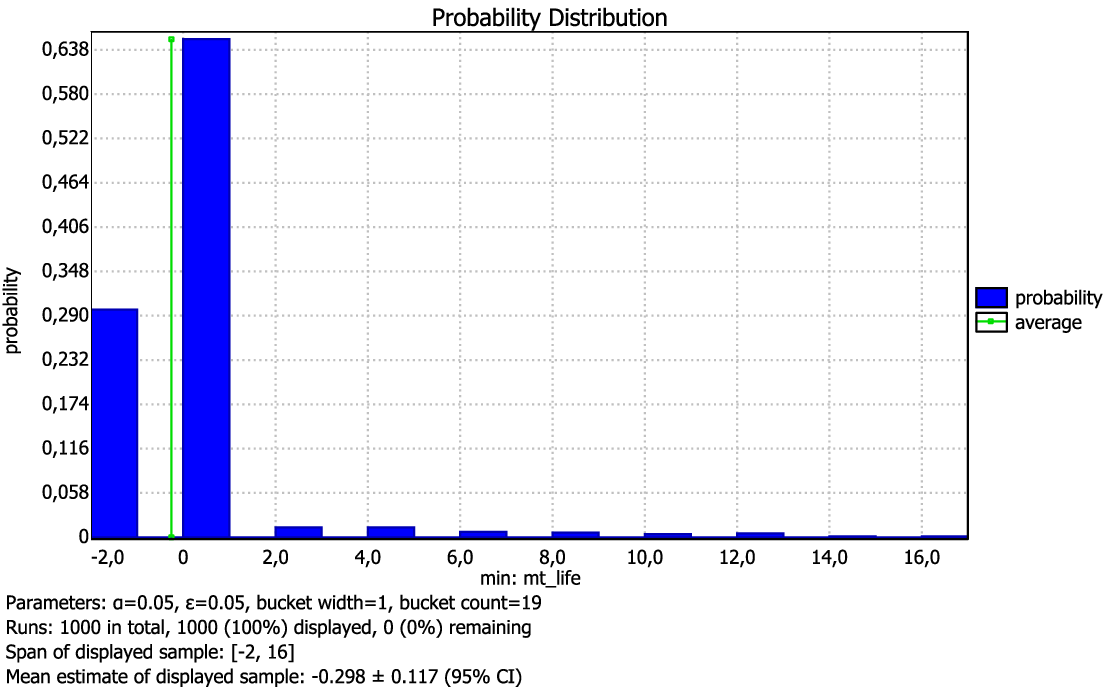 Probability Distribution
0,638
0,580
0,522
0,464
0,406
0,348
0,290
0,232
0,174
0,116
0,058
0
probability
-2,0 0 2,0 4,0 6,0 8,0 10,0 12,0 14,0 16,0
min: mt_life
probability
average
Parameters: α=0.05, ε=0.05, bucket width=1, bucket count=19
Runs: 1000 in total, 1000 (100%) displayed, 0 (0%) remaining
Span of displayed sample: [-2, 16]
Mean estimate of displayed sample: -0.298 ± 0.117 (95% CI)